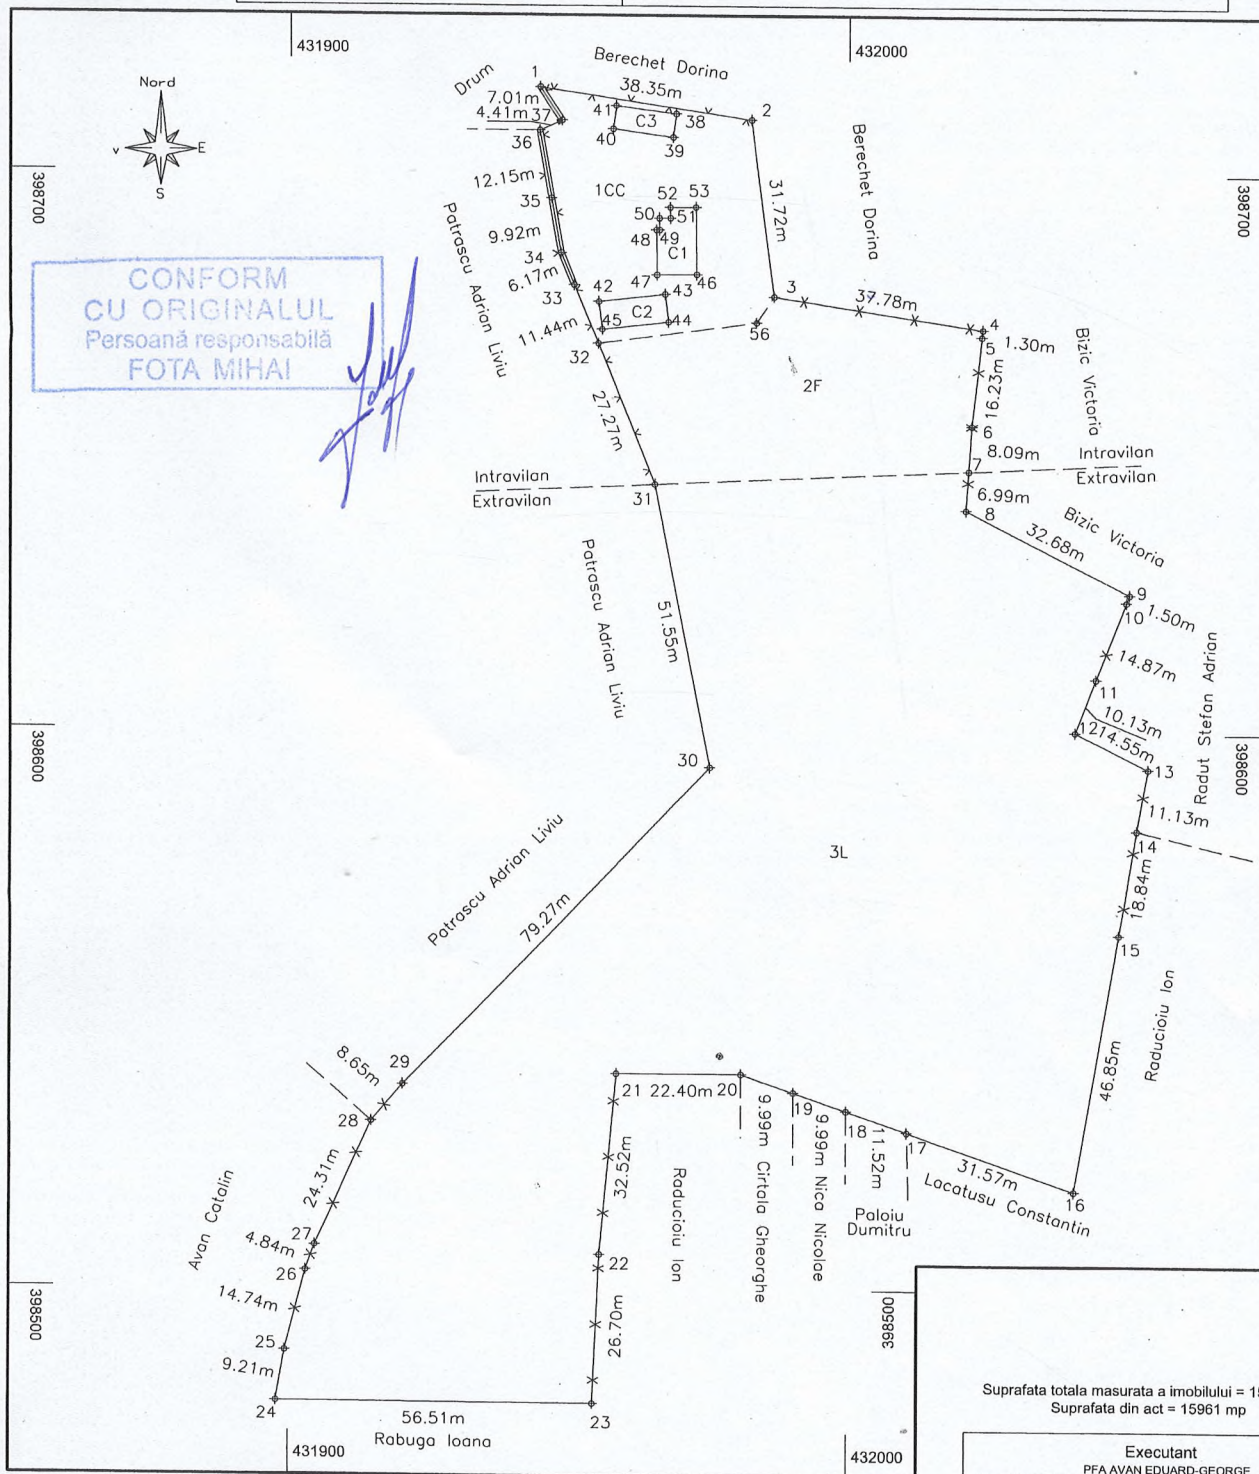 431900
432000
Nord
v
E
S
398700
398700
CONFORM
CU ORIGINALUL
Persoană responsabilă
FOTA MIHAI
Drum
Berechet Dorina
1
38.35m
2
7.01m
4.41m
37
36
41
38
C3
40
39
Berechet Dorina
12.15m
35
1CC
52
53
50
51
48
49
C1
47
46
31.72m
9.92m
34
6.17m
33
42
43
C2
45
44
11.44m
32
Patrascu Adrian Liviu
3
56
37.78m
4
5
1.30m
2F
Bizic Victoria
16.23m
6
27.27m
7
8.09m
Intravilan
Extravilan
Intravilan
Extravilan
31
6.99m
8
Bizic Victoria
32.68m
9
10
1.50m
Patrascu Adrian Liviu
51.55m
14.87m
11
10.13m
12
14.55m
13
Radut Stefan Adrian
398600
398600
30
11.13m
14
3L
18.84m
15
Patrascu Adrian Liviu
79.27m
Raducioiu Ion
46.85m
8.65m
29
28
21
22.40m
20
19
18
17
16
9.99m
Cirtala Gheorghe
9.99m
Nica Nicolae
11.52m
Paloiu
Dumitru
31.57m
Lacatusu Constantin
24.31m
Avan Catalin
32.52m
Raducioiu Ion
27
4.84m
26
22
14.74m
25
26.70m
9.21m
24
56.51m
23
Rabuga Ioana
398500
398500
431900
432000
Suprafata totala masurata a imobilului = 15
Suprafata din act = 15961 mp
Executant
PFA AVAN EDUARD-GEORGE